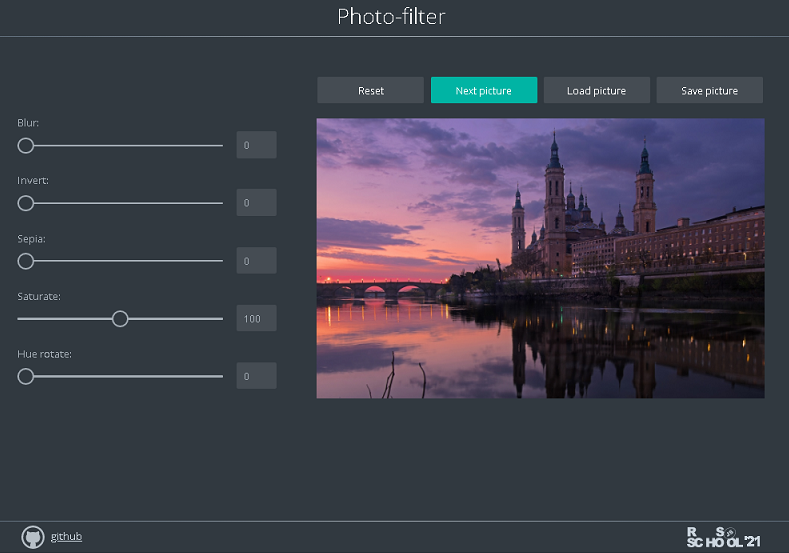 Photo-filter
Reset
Next picture
Load picture
Save picture
Blur:
0
Invert:
0
Sepia:
0
Saturate:
100
Hue rotate:
0
github
R S
SCHOOL'21